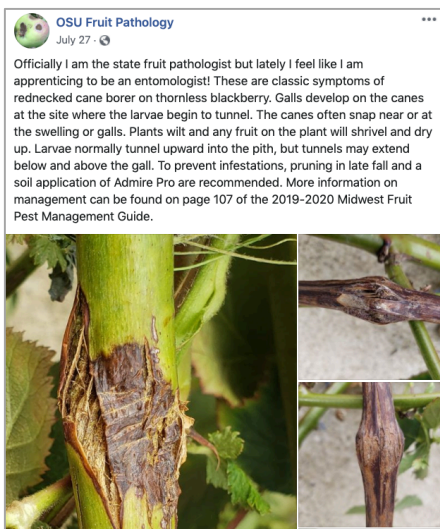 OSU Fruit Pathology
July 27 ·
Officially I am the state fruit pathologist but lately I feel like I am
apprenticing to be an entomologist! These are classic symptoms of
rednecked cane borer on thornless blackberry. Galls develop on the canes
at the site where the larvae begin to tunnel. The canes often snap near or at
the swelling or galls. Plants wilt and any fruit on the plant will shrivel and dry
up. Larvae normally tunnel upward into the pith, but tunnels may extend
below and above the gall. To prevent infestations, pruning in late fall and a
soil application of Admire Pro are recommended. More information on
management can be found on page 107 of the 2019-2020 Midwest Fruit
Pest Management Guide.